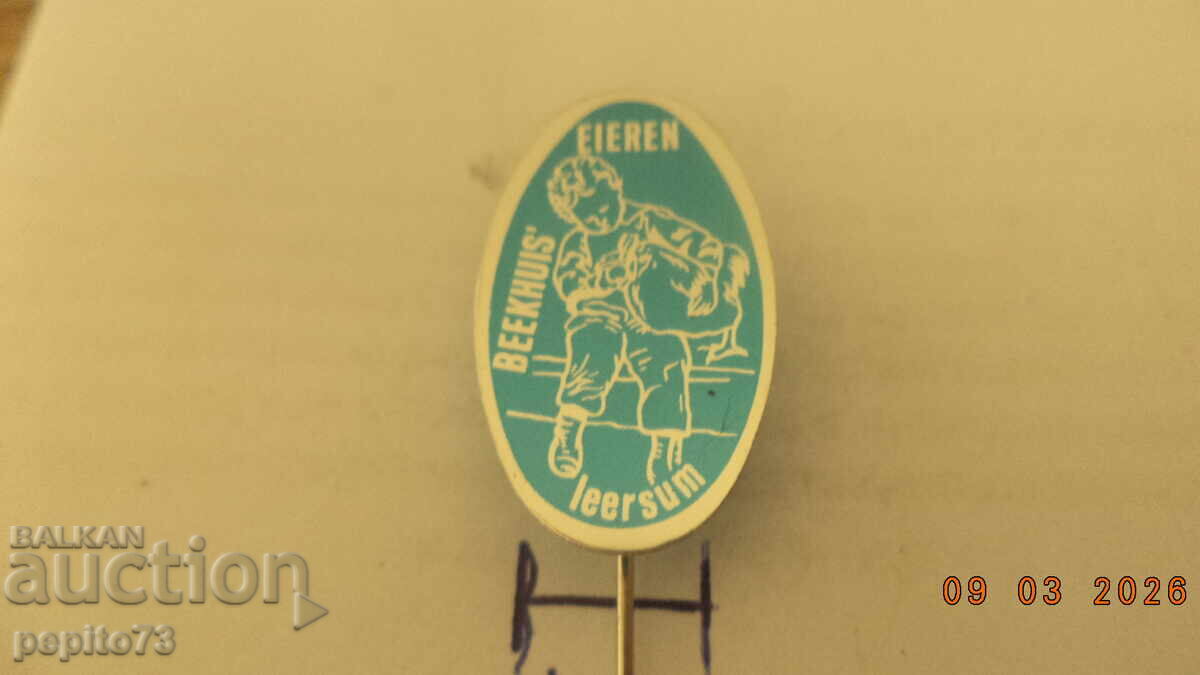 EIEREN
BEEKHUIS'
leersum
BALKAN
auction
pepito73
09 03 2026